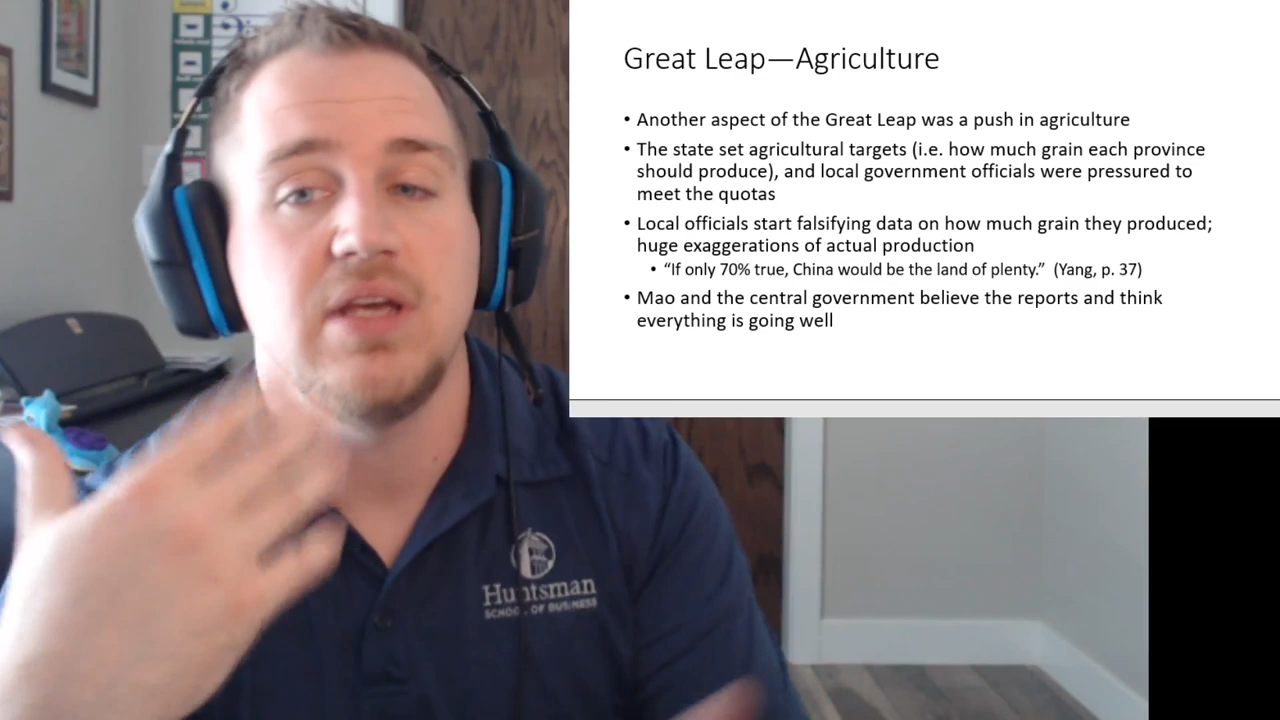 Great Leap—Agriculture
• Another aspect of the Great Leap was a push in agriculture
• The state set agricultural targets (i.e. how much grain each province
should produce), and local government officials were pressured to
meet the quotas
• Local officials start falsifying data on how much grain they produced;
huge exaggerations of actual production
• “If only 70% true, China would be the land of plenty.” (Yang, p. 37)
• Mao and the central government believe the reports and think
everything is going well
Huntsman
SCHOOL OF BUSINESS